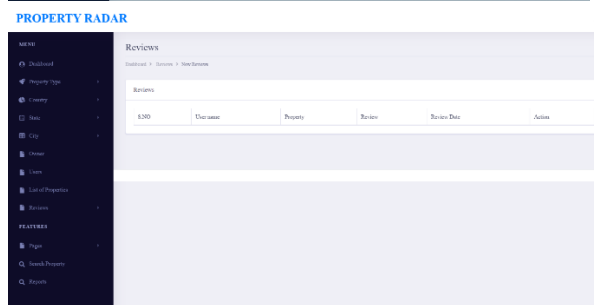 PROPERTY RADAR
MENU
Dashboard
Property Type
Country
State
City
Owner
Users
List of Properties
Reviews
FEATURES
Pages
Search Property
Reports
Reviews
Dashboard > Reviews > New Reviews
Reviews
S.NO User name Property Review Review Date Action